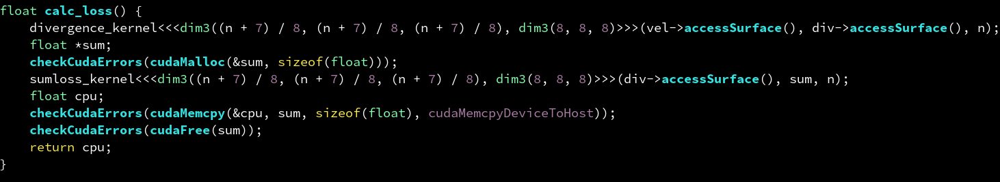 float calc_loss() {
    divergence_kernel<<<dim3((n + 7) / 8, (n + 7) / 8, (n + 7) / 8), dim3(8, 8, 8)>>>(vel->accessSurface(), div->accessSurface(), n);
    float *sum;
    checkCudaErrors(cudaMalloc(&sum, sizeof(float)));
    sumloss_kernel<<<dim3((n + 7) / 8, (n + 7) / 8, (n + 7) / 8), dim3(8, 8, 8)>>>(div->accessSurface(), sum, n);
    float cpu;
    checkCudaErrors(cudaMemcpy(&cpu, sum, sizeof(float), cudaMemcpyDeviceToHost));
    checkCudaErrors(cudaFree(sum));
    return cpu;
}